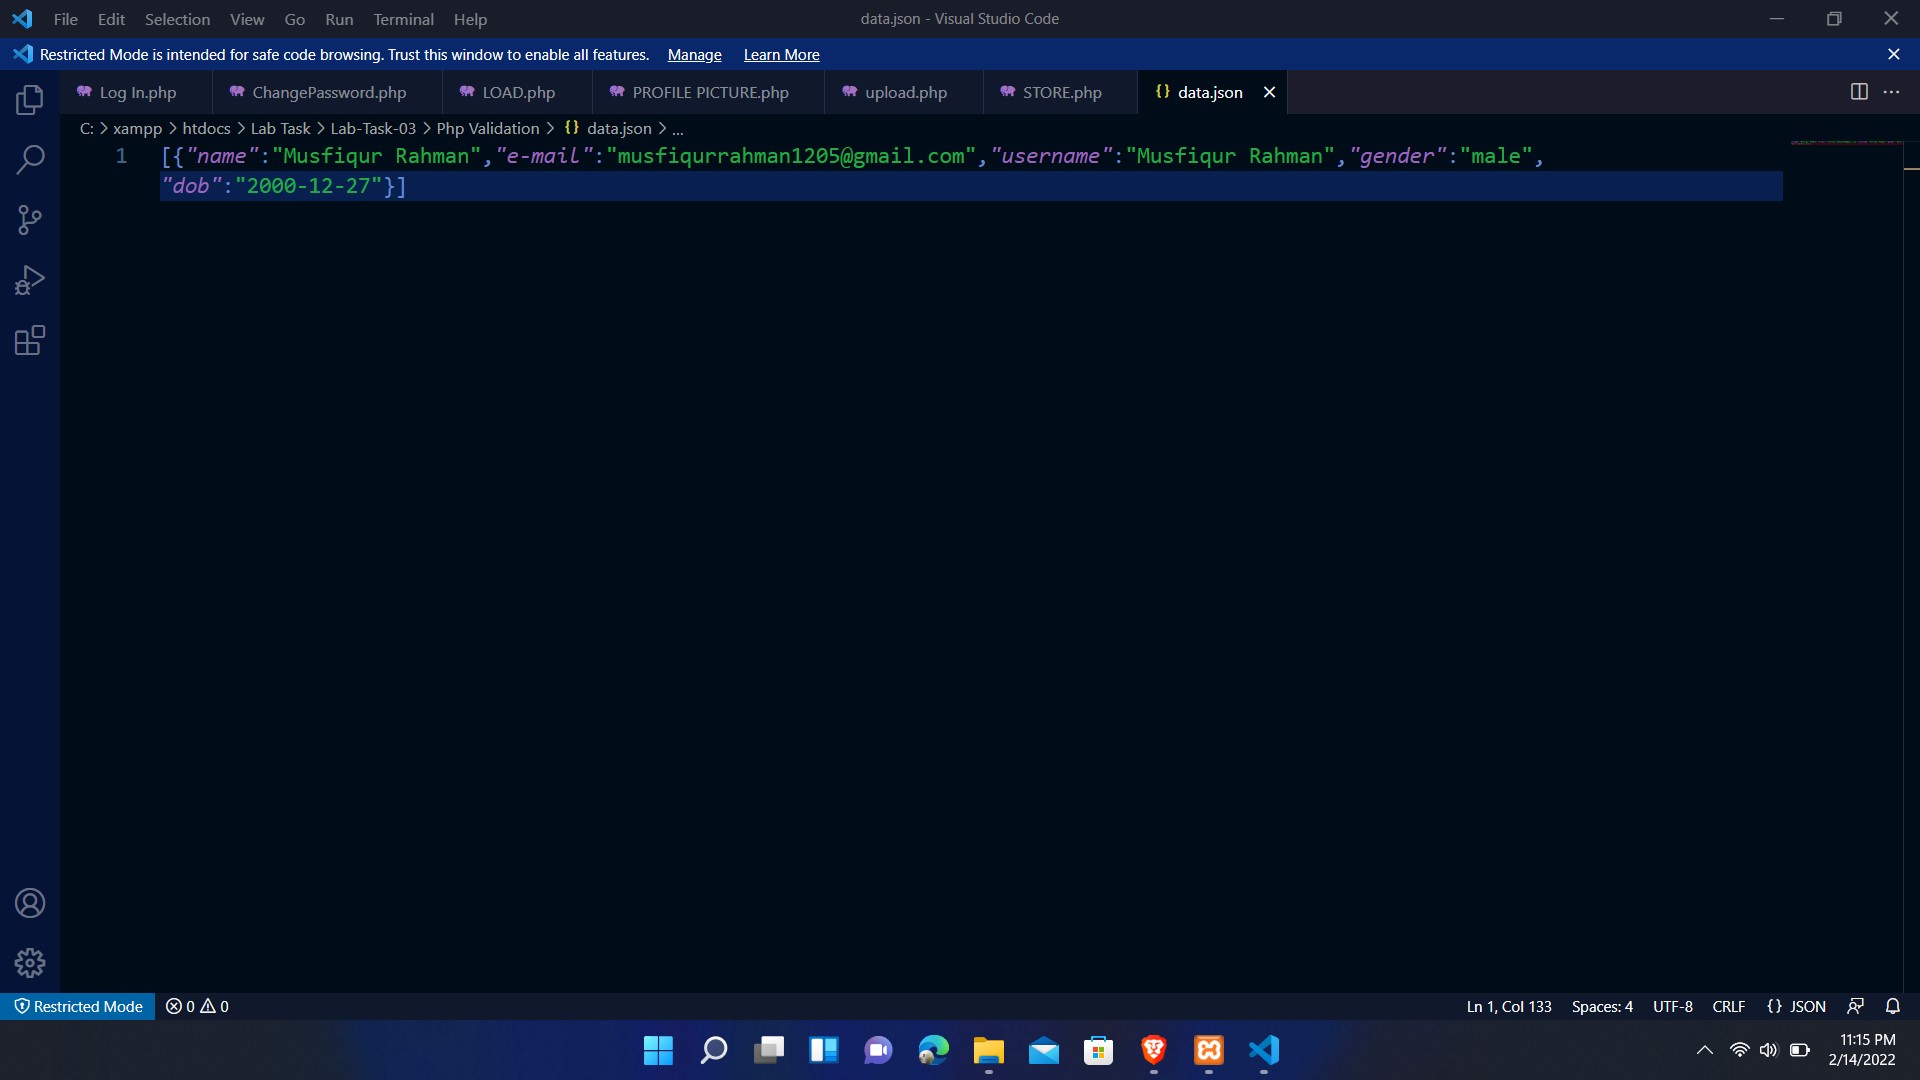 File Edit Selection View Go Run Terminal Help data.json - Visual Studio Code
Restricted Mode is intended for safe code browsing. Trust this window to enable all features. Manage Learn More
Log In.php ChangePassword.php LOAD.php PROFILE PICTURE.php upload.php STORE.php {} data.json
C: > xampp > htdocs > Lab Task > Lab-Task-03 > Php Validation > {} data.json > ...
1 [{"name":"Musfiqur Rahman","e-mail":"musfiqurrahman1205@gmail.com","username":"Musfiqur Rahman","gender":"male",
"dob":"2000-12-27"}]
Restricted Mode 0 0 Ln 1, Col 133 Spaces: 4 UTF-8 CRLF {} JSON
11:15 PM
2/14/2022